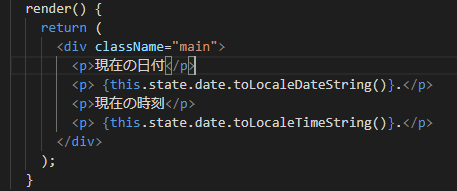 render() {
return (
<div className="main">
<p>現在の日付</p>
<p> {this.state.date.toLocaleDateString()}.</p>
<p>現在の時刻</p>
<p> {this.state.date.toLocaleTimeString()}.</p>
</div>
);
}